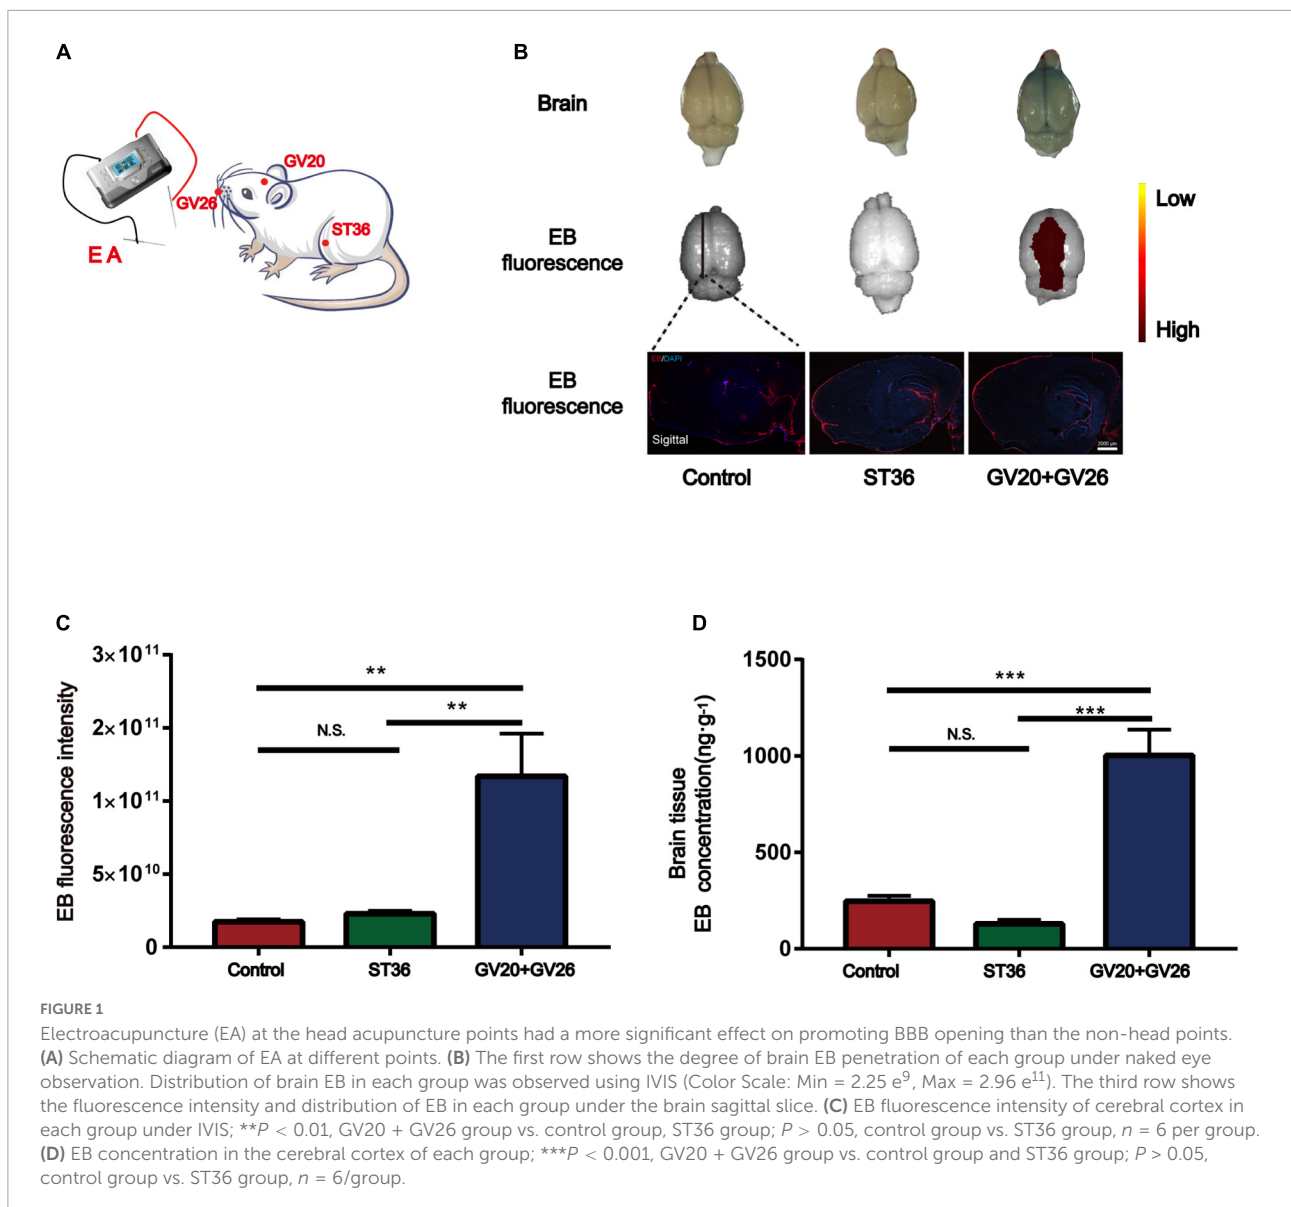 A
GV20
GV26
ST36
E A
B
Brain
EB
fluorescence
Low
High
EB/DAPI
EB
fluorescence
Sigittal
2000 μm
Control
ST36
GV20+GV26
C
EB fluorescence intensity
3×10¹¹
2×10¹¹
1×10¹¹
5×10¹⁰
0
**
**
N.S.
Control
ST36
GV20+GV26
D
Brain tissue
EB concentration(ng·g⁻¹)
1500
1000
500
0
***
***
N.S.
Control
ST36
GV20+GV26
FIGURE 1
Electroacupuncture (EA) at the head acupuncture points had a more significant effect on promoting BBB opening than the non-head points.
(A) Schematic diagram of EA at different points. (B) The first row shows the degree of brain EB penetration of each group under naked eye
observation. Distribution of brain EB in each group was observed using IVIS (Color Scale: Min = 2.25 e⁹, Max = 2.96 e¹¹). The third row shows
the fluorescence intensity and distribution of EB in each group under the brain sagittal slice. (C) EB fluorescence intensity of cerebral cortex in
each group under IVIS; **P < 0.01, GV20 + GV26 group vs. control group, ST36 group; P > 0.05, control group vs. ST36 group, n = 6 per group.
(D) EB concentration in the cerebral cortex of each group; ***P < 0.001, GV20 + GV26 group vs. control group and ST36 group; P > 0.05,
control group vs. ST36 group, n = 6/group.